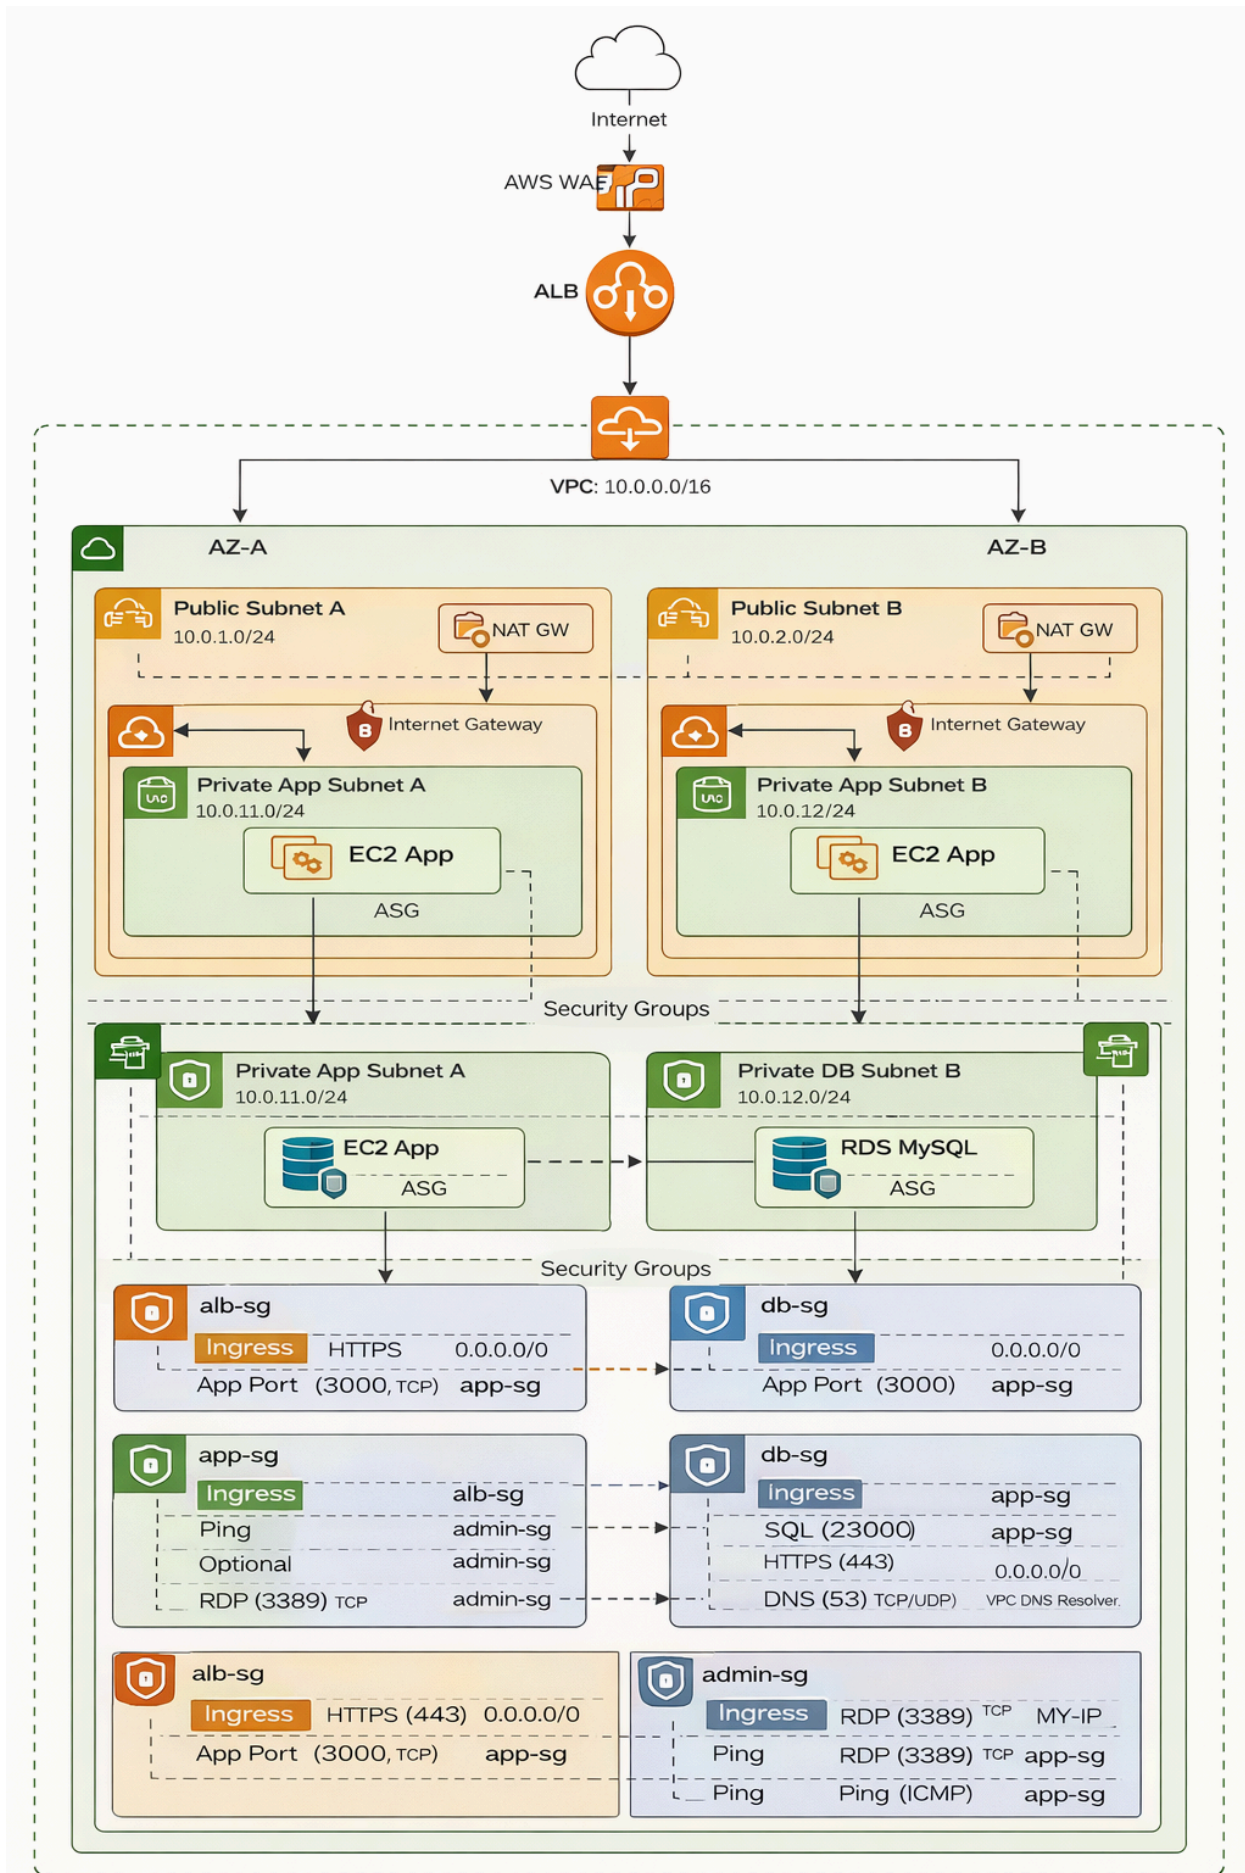 Internet
AWS WAF
ALB
VPC: 10.0.0.0/16
AZ-A
AZ-B
Public Subnet A
10.0.1.0/24
NAT GW
Public Subnet B
10.0.2.0/24
NAT GW
B
Internet Gateway
B
Internet Gateway
Private App Subnet A
10.0.11.0/24
EC2 App
ASG
Private App Subnet B
10.0.12/24
EC2 App
ASG
Security Groups
Private App Subnet A
10.0.11.0/24
EC2 App
ASG
Private DB Subnet B
10.0.12.0/24
RDS MySQL
ASG
Security Groups
alb-sg
Ingress HTTPS 0.0.0.0/0
App Port (3000, TCP) app-sg
db-sg
Ingress 0.0.0.0/0
App Port (3000) app-sg
app-sg
Ingress alb-sg
Ping admin-sg
Optional admin-sg
RDP (3389) TCP admin-sg
db-sg
Ingress app-sg
SQL (23000) app-sg
HTTPS (443) 0.0.0.0/0
DNS (53) TCP/UDP) VPC DNS Resolver.
alb-sg
Ingress HTTPS (443) 0.0.0.0/0
App Port (3000, TCP) app-sg
admin-sg
Ingress RDP (3389) TCP MY-IP
Ping RDP (3389) TCP app-sg
Ping Ping (ICMP) app-sg